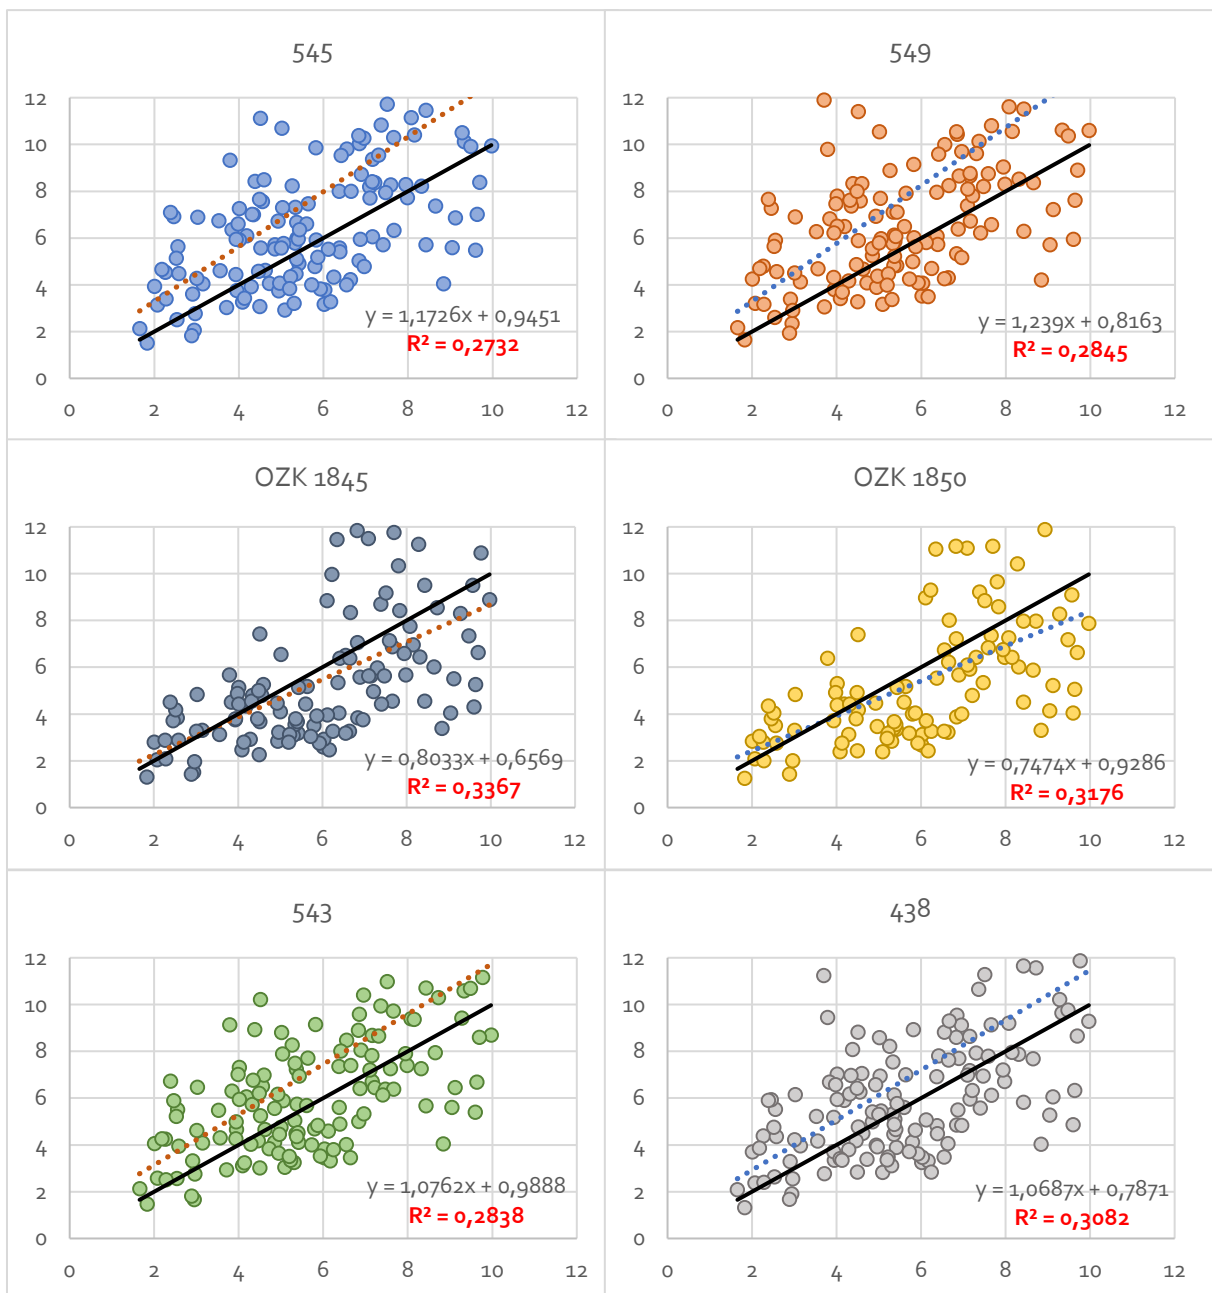 545
12
10
8
6
4
2
0
y = 1,1726x + 0,9451
R² = 0,2732
0 2 4 6 8 10 12
549
12
10
8
6
4
2
0
y = 1,239x + 0,8163
R² = 0,2845
0 2 4 6 8 10 12
OZK 1845
12
10
8
6
4
2
0
y = 0,8033x + 0,6569
R² = 0,3367
0 2 4 6 8 10 12
OZK 1850
12
10
8
6
4
2
0
y = 0,7474x + 0,9286
R² = 0,3176
0 2 4 6 8 10 12
543
12
10
8
6
4
2
0
y = 1,0762x + 0,9888
R² = 0,2838
0 2 4 6 8 10 12
438
12
10
8
6
4
2
0
y = 1,0687x + 0,7871
R² = 0,3082
0 2 4 6 8 10 12